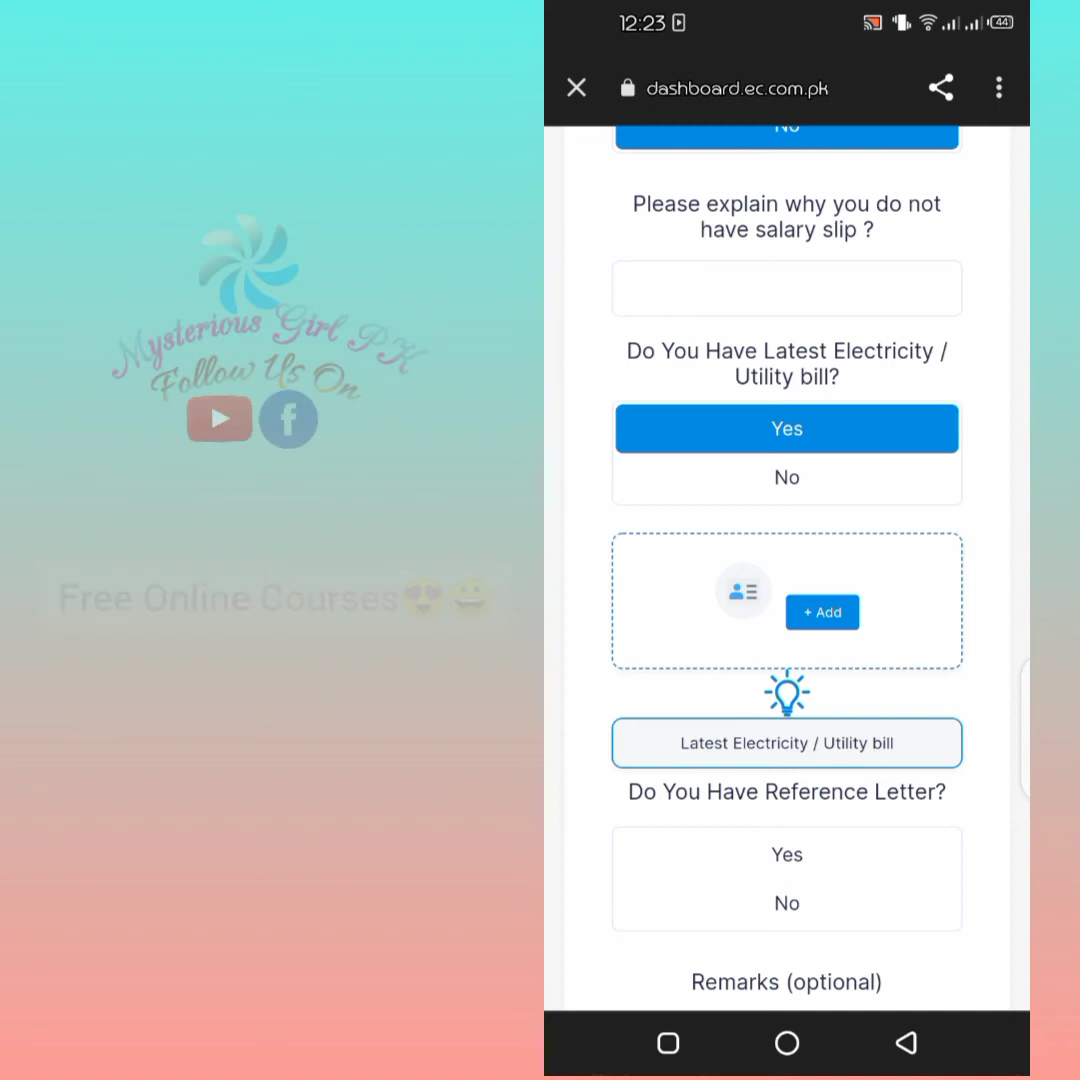 Mysterious Girl PK
Follow Us On
Free Online Courses😍😀
12:23
44
dashboard.ec.com.pk
No
Please explain why you do not
have salary slip ?
Do You Have Latest Electricity /
Utility bill?
Yes
No
+ Add
Latest Electricity / Utility bill
Do You Have Reference Letter?
Yes
No
Remarks (optional)